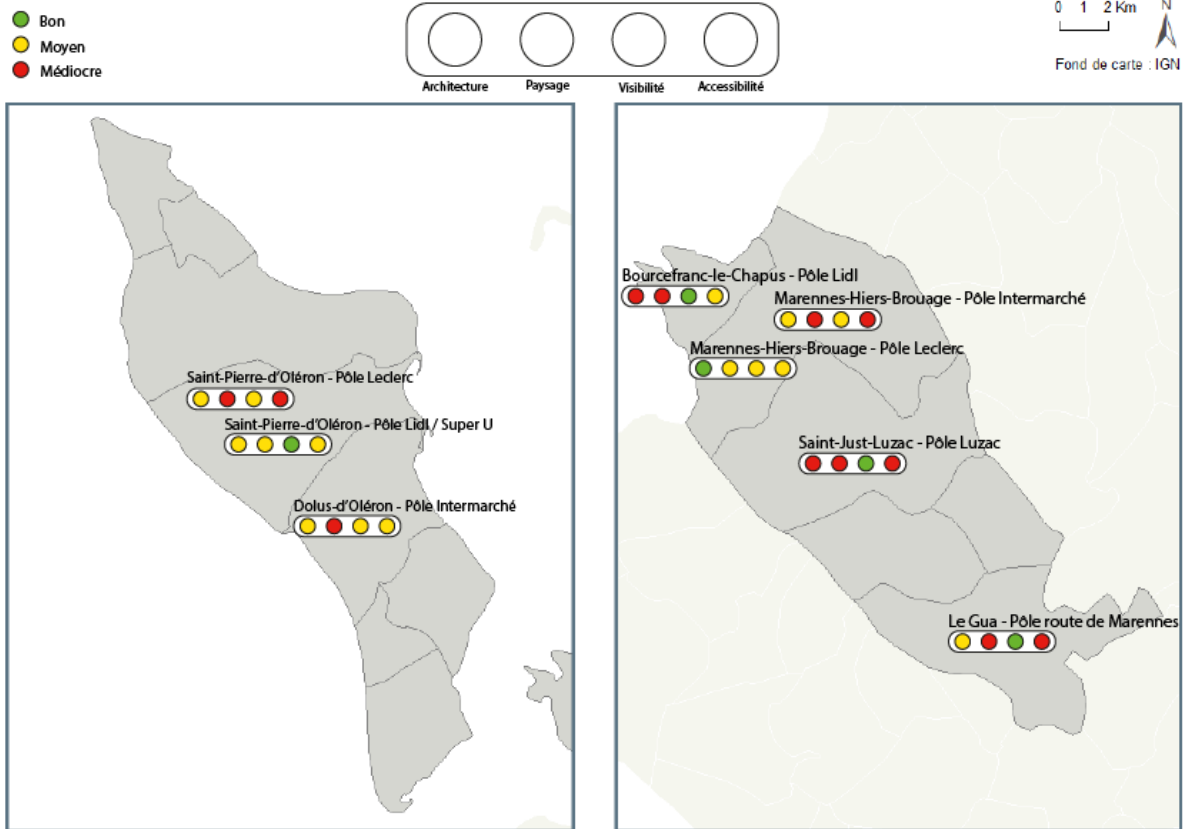 Bon
Moyen
Médiocre
Architecture
Paysage
Visibilité
Accessibilité
0 1 2 Km
N
Fond de carte : IGN
Saint-Pierre-d'Oléron - Pôle Leclerc
Saint-Pierre-d'Oléron - Pôle Lidl / Super U
Dolus-d'Oléron - Pôle Intermarché
Bourcefranc-le-Chapus - Pôle Lidl
Marennes-Hiers-Brouage - Pôle Intermarché
Marennes-Hiers-Brouage - Pôle Leclerc
Saint-Just-Luzac - Pôle Luzac
Le Gua - Pôle route de Marennes